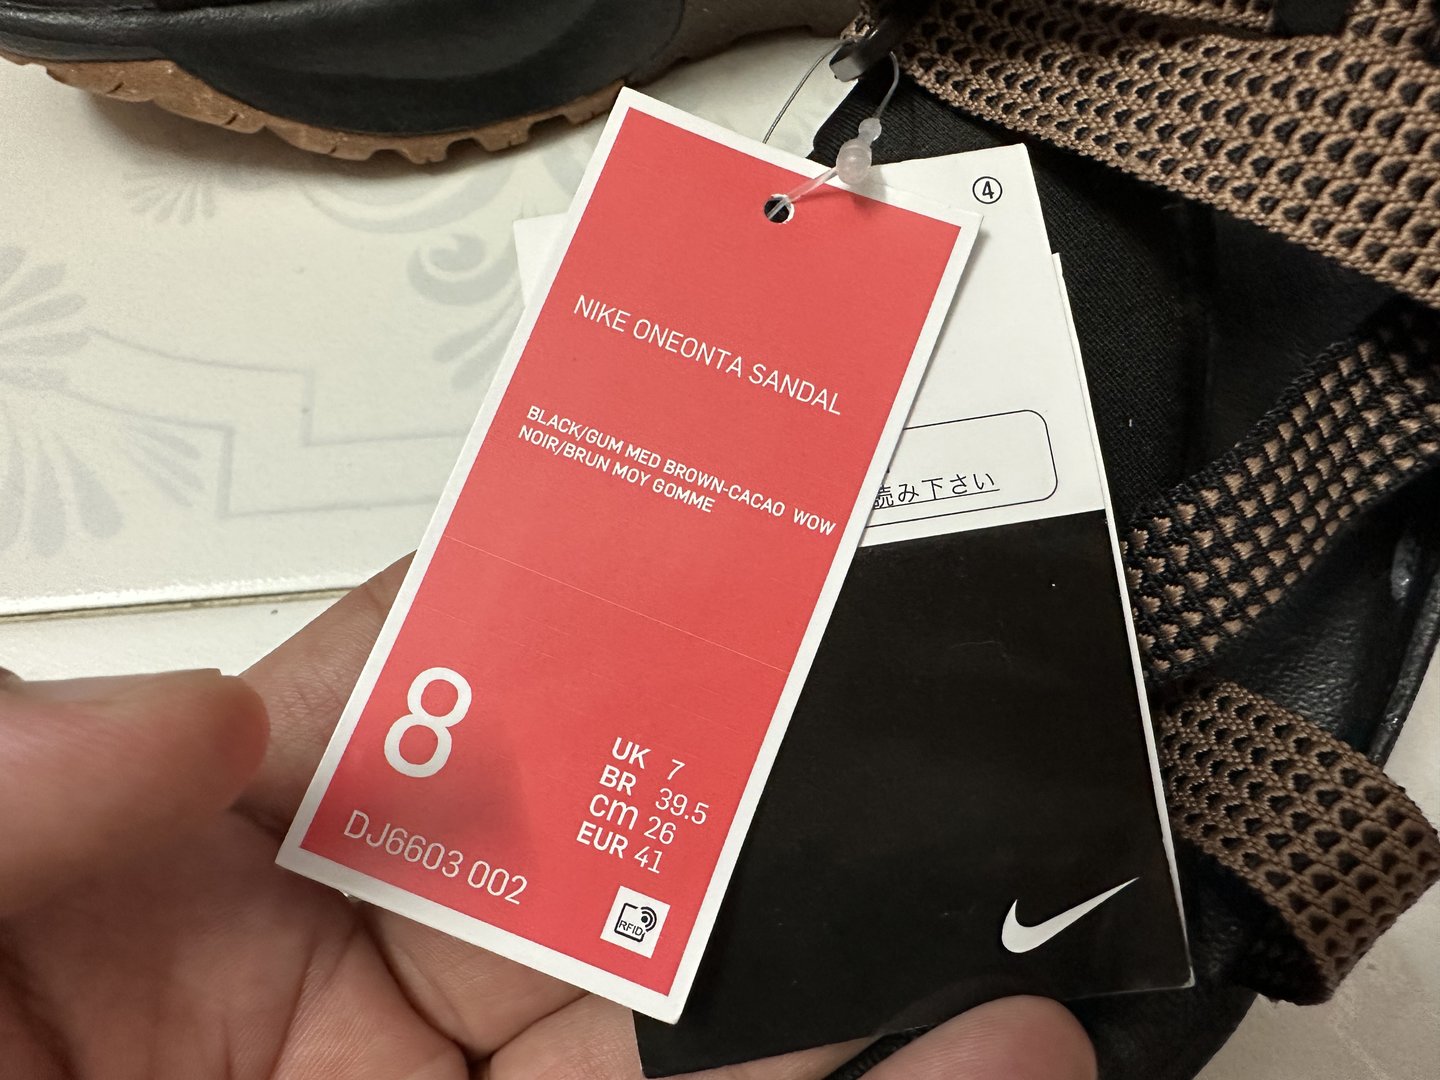 ④
NIKE ONEONTA SANDAL
BLACK/GUM MED BROWN-CACAO WOW
NOIR/BRUN MOY GOMME
読み下さい
8
UK 7
BR 39.5
cm 26
EUR 41
DJ6603 002
RFID